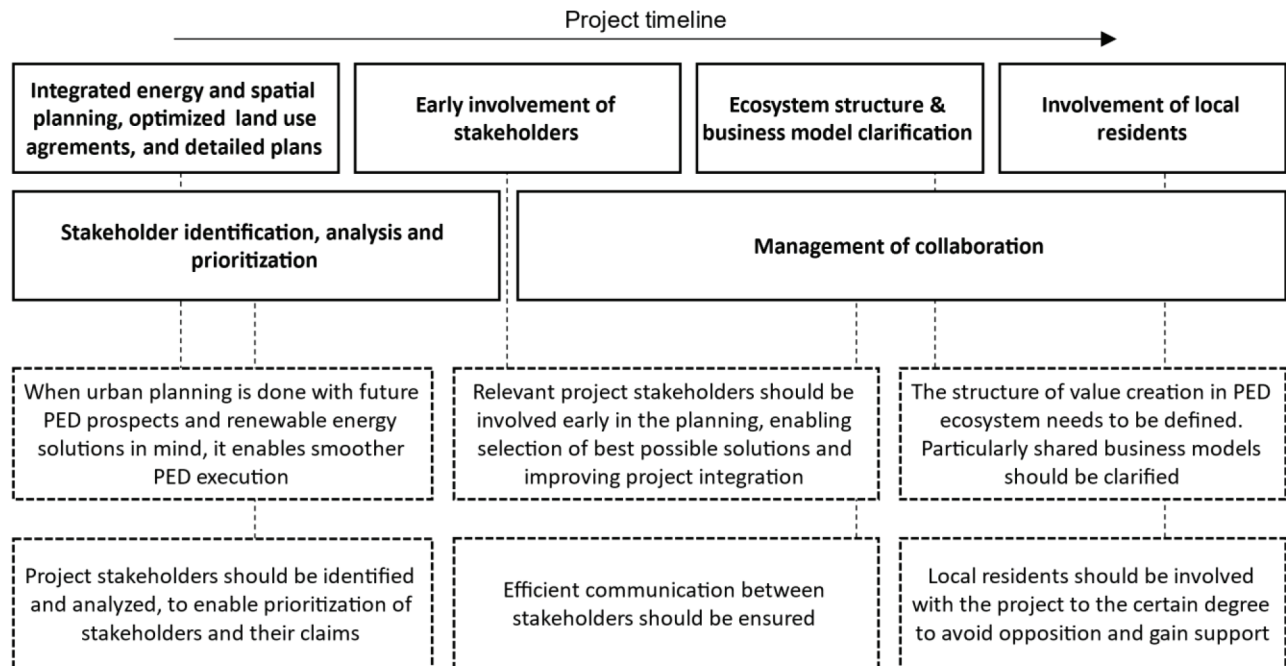 Project timeline
Integrated energy and spatial
planning, optimized land use
agrements, and detailed plans
Early involvement of
stakeholders
Ecosystem structure &
business model clarification
Involvement of local
residents
Stakeholder identification, analysis and
prioritization
Management of collaboration
When urban planning is done with future
PED prospects and renewable energy
solutions in mind, it enables smoother
PED execution
Relevant project stakeholders should be
involved early in the planning, enabling
selection of best possible solutions and
improving project integration
The structure of value creation in PED
ecosystem needs to be defined.
Particularly shared business models
should be clarified
Project stakeholders should be identified
and analyzed, to enable prioritization of
stakeholders and their claims
Efficient communication between
stakeholders should be ensured
Local residents should be involved
with the project to the certain degree
to avoid opposition and gain support